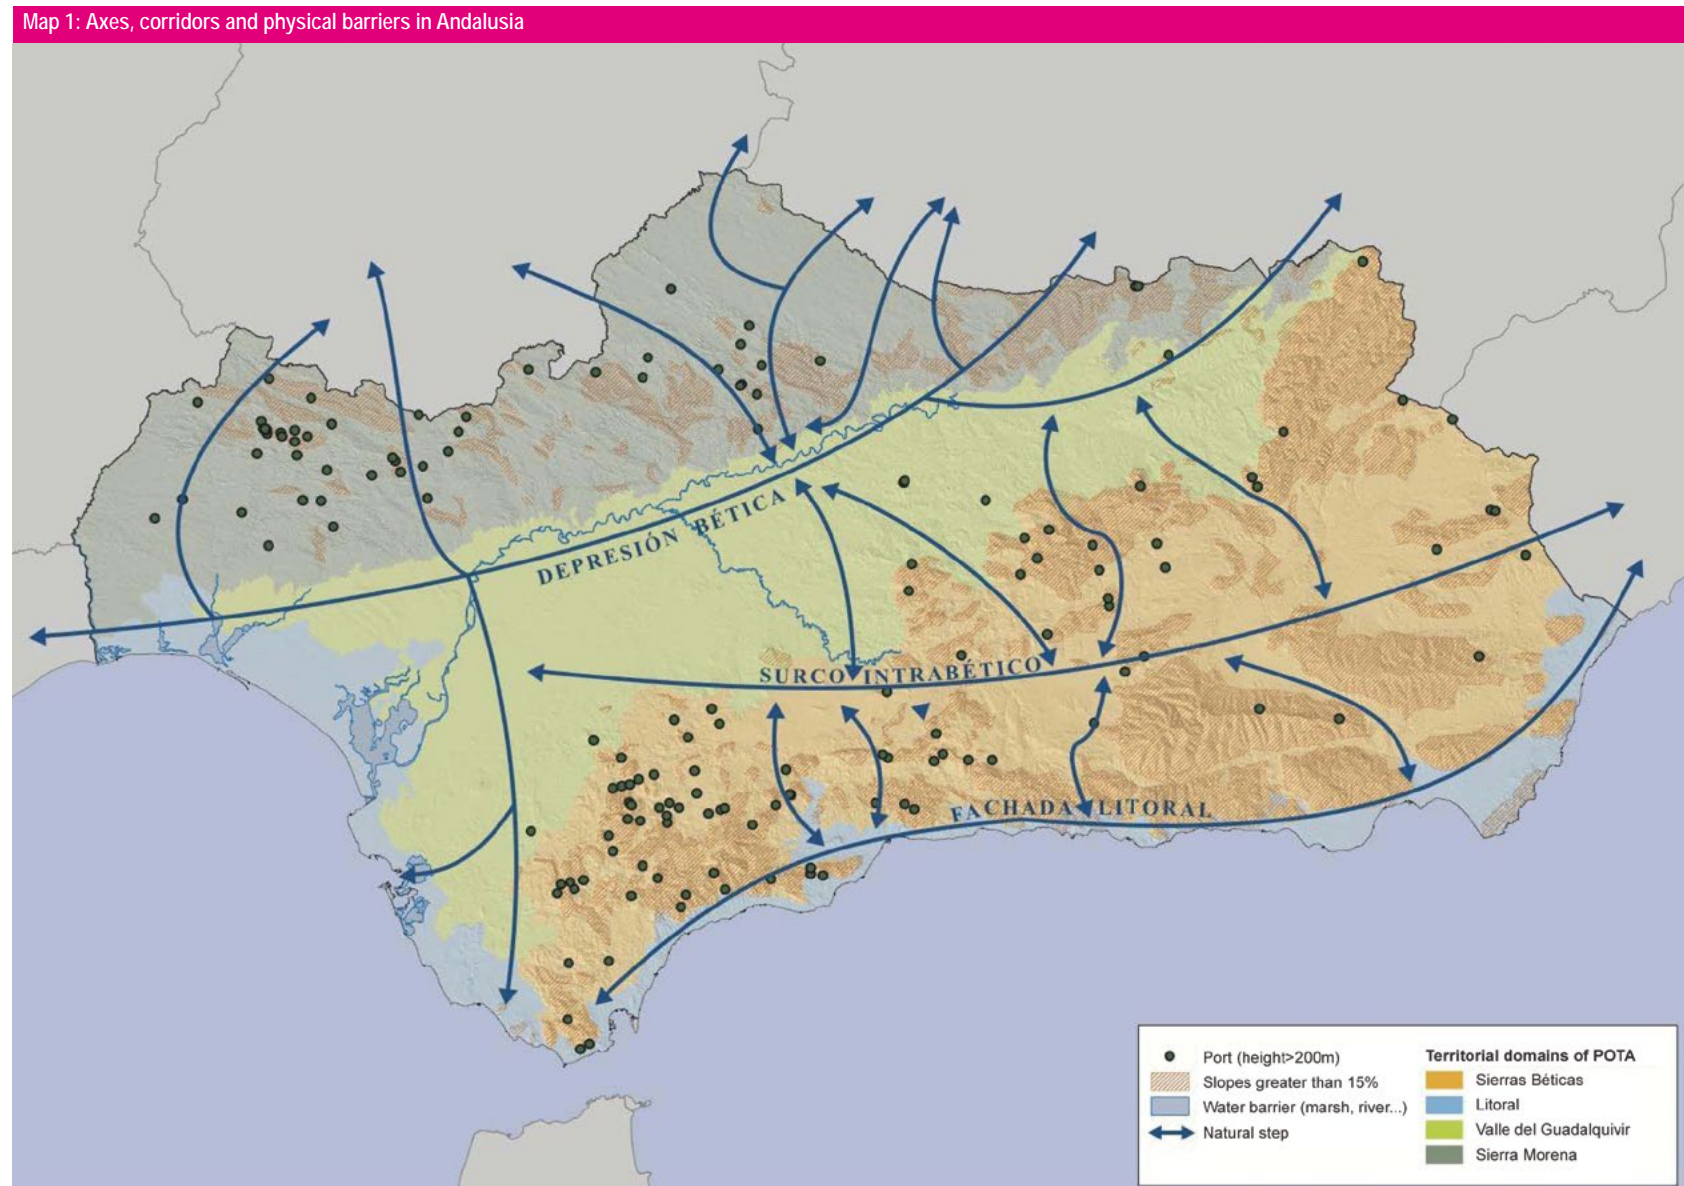 Map 1: Axes, corridors and physical barriers in Andalusia
DEPRESIÓN BÉTICA
SURCO INTRABÉTICO
FACHADA LITORAL
Port (height>200m)
Slopes greater than 15%
Water barrier (marsh, river...)
Natural step
Territorial domains of POTA
Sierras Béticas
Litoral
Valle del Guadalquivir
Sierra Morena